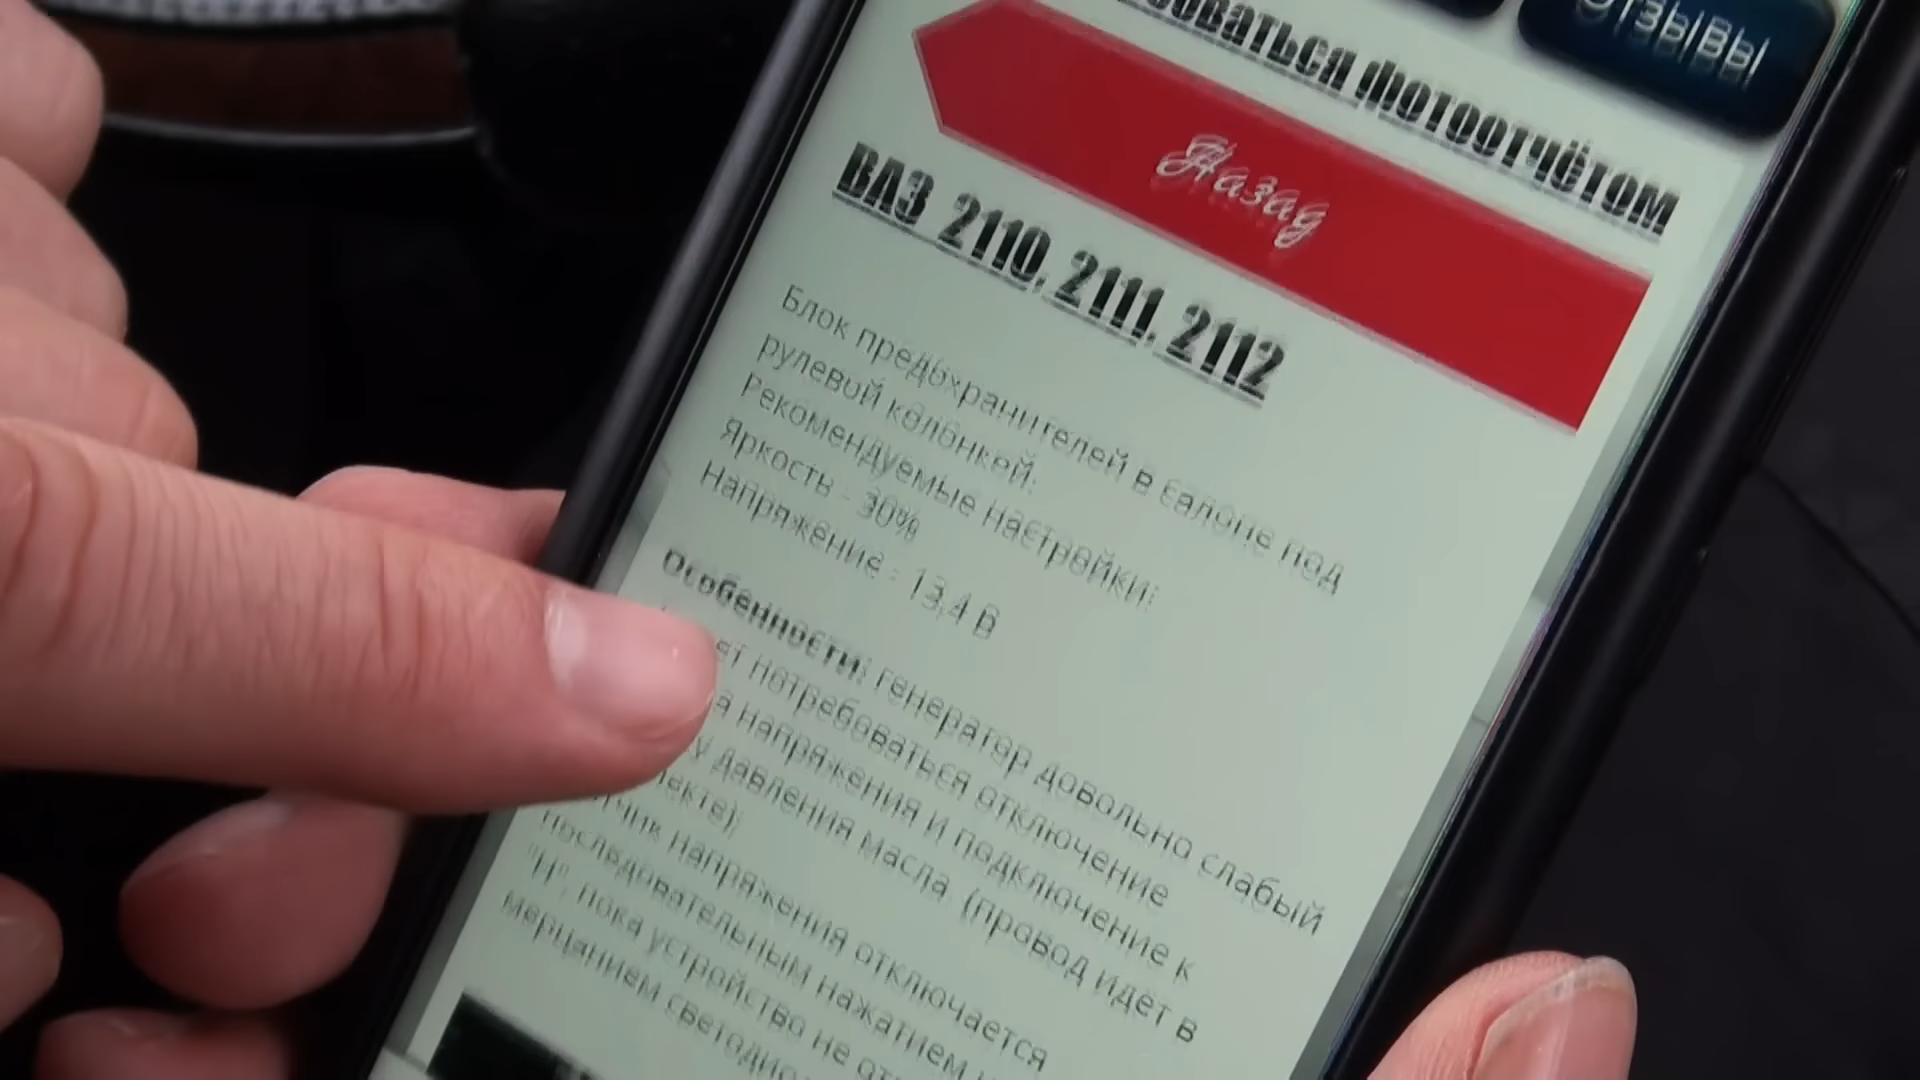 Отзывы
фотоотчётом
Назад
ВАЗ 2110, 2111, 2112
Блок предохранителей в салоне под
рулевой колонкой.
Рекомендуемые настройки:
Яркость - 30%
Напряжение - 13,4 В
Особенности: генератор довольно слабый
потребоваться отключение
напряжения и подключение к
давления масла (провод идет в
напряжения отключается
последовательным нажатием
"Н", пока устройство не
мерцанием